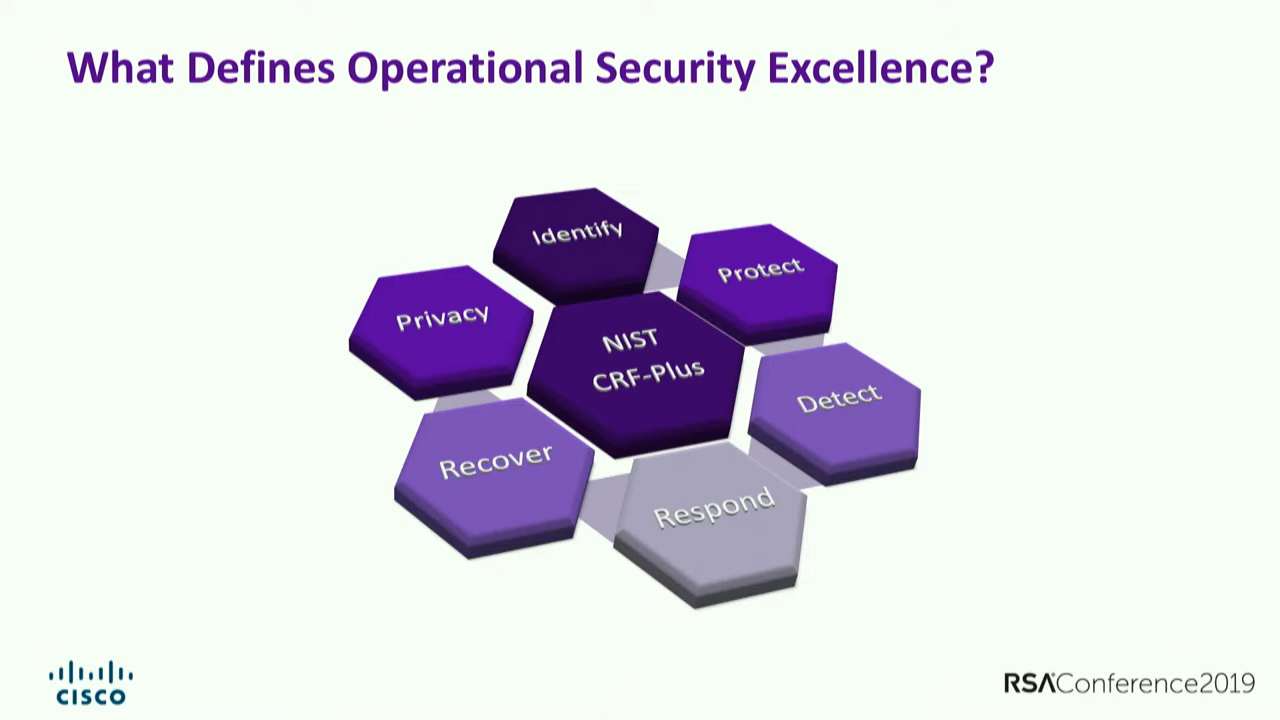 What Defines Operational Security Excellence?
Identify
Protect
Privacy
NIST
CRF-Plus
Detect
Recover
Respond
CISCO
RSAConference2019